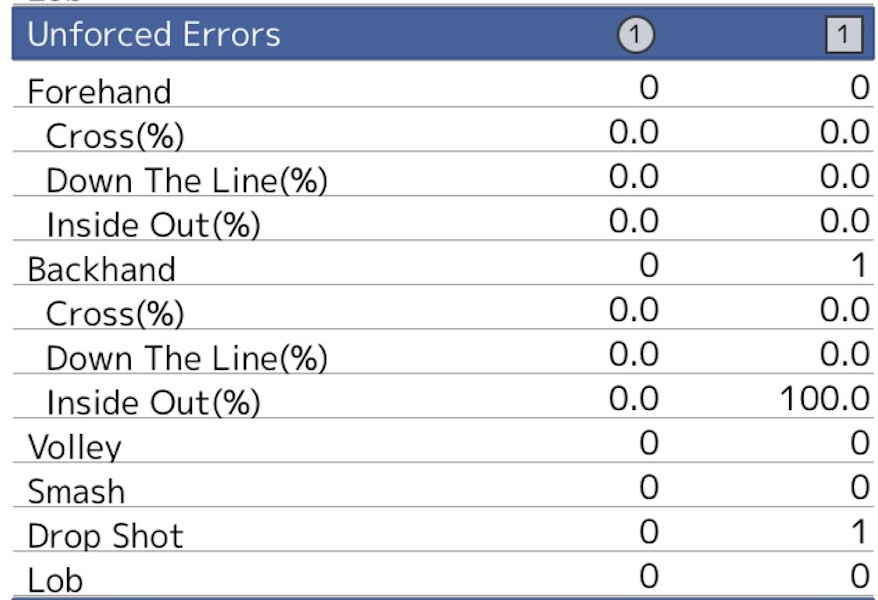 Unforced Errors 1 1
Forehand 0 0
Cross(%) 0.0 0.0
Down The Line(%) 0.0 0.0
Inside Out(%) 0.0 0.0
Backhand 0 1
Cross(%) 0.0 0.0
Down The Line(%) 0.0 0.0
Inside Out(%) 0.0 100.0
Volley 0 0
Smash 0 0
Drop Shot 0 1
Lob 0 0